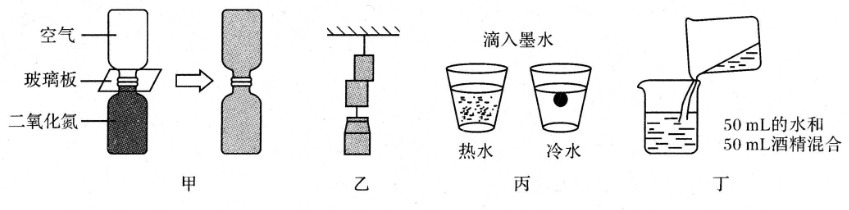 空气
玻璃板
二氧化氮
甲
乙
滴入墨水
热水
冷水
丙
50 mL的水和
50 mL酒精混合
丁